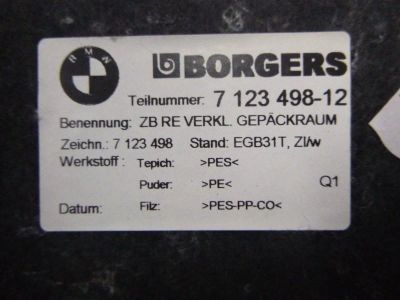 BMW
BORGERS
Teilnummer: 7 123 498-12
Benennung: ZB RE VERKL. GEPÄCKRAUM
Zeichn.: 7 123 498 Stand: EGB31T, ZI/w
Werkstoff : Tepich: >PES<
Puder: >PE< Q1
Datum: Filz: >PES-PP-CO<